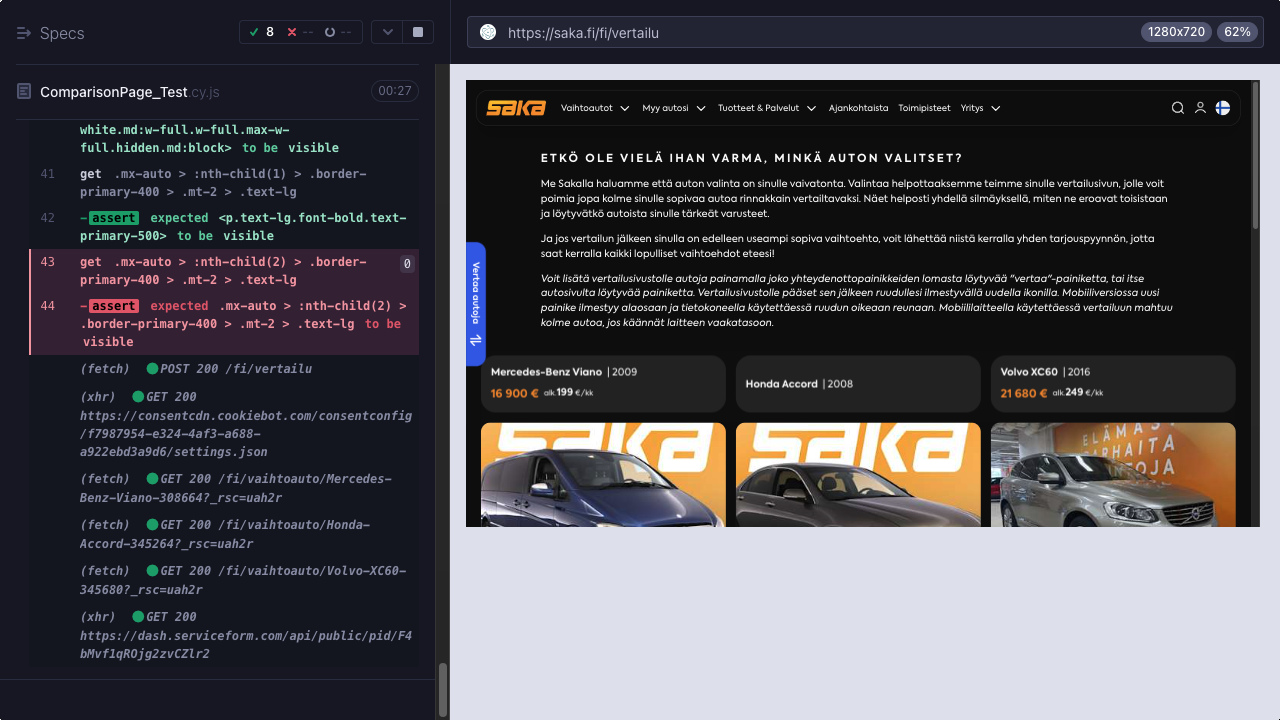 Specs
8
--
--
ComparisonPage_Test.cy.js
00:27
white.md:w-full.w-full.max-w-
full.hidden.md:block> to be visible
41 get .mx-auto > :nth-child(1) > .border-
primary-400 > .mt-2 > .text-lg
42 -assert expected <p.text-lg.font-bold.text-
primary-500> to be visible
43 get .mx-auto > :nth-child(2) > .border-
primary-400 > .mt-2 > .text-lg
0
44 -assert expected .mx-auto > :nth-child(2) >
.border-primary-400 > .mt-2 > .text-lg to be
visible
(fetch) POST 200 /fi/vertailu
(xhr) GET 200
https://consentcdn.cookiebot.com/consentconfig
/f7987954-e324-4af3-a688-
a922ebd3a9d6/settings.json
(fetch) GET 200 /fi/vaihtoauto/Mercedes-
Benz-Viano-308664?_rsc=uah2r
(fetch) GET 200 /fi/vaihtoauto/Honda-
Accord-345264?_rsc=uah2r
(fetch) GET 200 /fi/vaihtoauto/Volvo-XC60-
345680?_rsc=uah2r
(xhr) GET 200
https://dash.serviceform.com/api/public/pid/F4
bMvf1qROjg2zvCZlr2
https://saka.fi/fi/vertailu
1280x720
62%
saka
Vaihtoautot
Myy autosi
Tuotteet & Palvelut
Ajankohtaista
Toimipisteet
Yritys
ETKÖ OLE VIELÄ IHAN VARMA, MINKÄ AUTON VALITSET?
Me Sakalla haluamme että auton valinta on sinulle vaivatonta. Valintaa helpottaaksemme teimme sinulle vertailusivun, jolle voit
poimia jopa kolme sinulle sopivaa autoa rinnakkain vertailtavaksi. Näet helposti yhdellä silmäyksellä, miten ne eroavat toisistaan
ja löytyvätkö autoista sinulle tärkeät varusteet.
Ja jos vertailun jälkeen sinulla on edelleen useampi sopiva vaihtoehto, voit lähettää niistä kerralla yhden tarjouspyynnön, jotta
saat kerralla kaikki lopulliset vaihtoehdot eteesi!
Voit lisätä vertailusivustolle autoja painamalla joko yhteydenottopainikkeiden lomasta löytyvää "vertaa"-painiketta, tai itse
autosivulta löytyvää painiketta. Vertailusivustolle pääset sen jälkeen ruudullesi ilmestyvällä uudella ikonilla. Mobiiliversiossa uusi
painike ilmestyy alaosaan ja tietokoneella käytettäessä ruudun oikeaan reunaan. Mobiililaitteella käytettäessä vertailuun mahtuu
kolme autoa, jos käännät laitteen vaakatasoon.
Vertaa autoja
Mercedes-Benz Viano | 2009
16 900 € alk.199 €/kk
Honda Accord | 2008
Volvo XC60 | 2016
21 680 € alk.249 €/kk
saka
saka
ELÄMÄS
PARHAITA